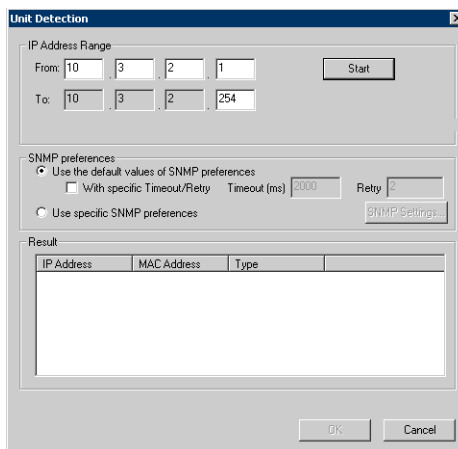 Unit Detection
IP Address Range
From: 10 . 3 . 2 . 1 Start
To: 10 . 3 . 2 . 254
SNMP preferences
Use the default values of SNMP preferences
With specific Timeout/Retry Timeout (ms) 2000 Retry 2
Use specific SNMP preferences SNMP Settings...
Result
IP Address MAC Address Type
OK Cancel